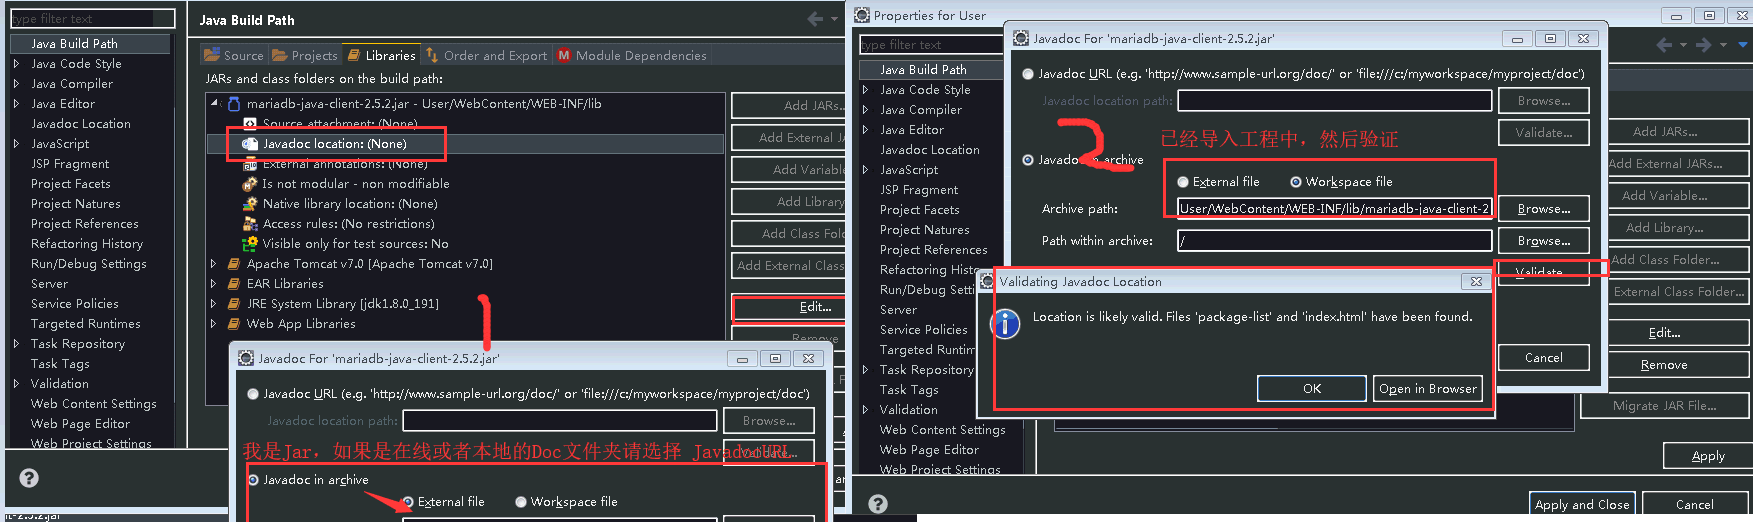 type filter text
Java Build Path
Java Code Style
Java Compiler
Java Editor
Javadoc Location
JavaScript
JSP Fragment
Project Facets
Project Natures
Project References
Refactoring History
Run/Debug Settings
Server
Service Policies
Targeted Runtimes
Task Repository
Task Tags
Validation
Web Content Settings
Web Page Editor
Web Project Settings
nt-2.5.2.jar
Java Build Path
Source Projects Libraries Order and Export Module Dependencies
JARs and class folders on the build path:
mariadb-java-client-2.5.2.jar - User/WebContent/WEB-INF/lib
Source attachment: (None)
Javadoc location: (None)
External annotations: (None)
Is not modular - non modifiable
Native library location: (None)
Access rules: (No restrictions)
Visible only for test sources: No
Apache Tomcat v7.0 [Apache Tomcat v7.0]
EAR Libraries
JRE System Library [jdk1.8.0_191]
Web App Libraries
Add JARs...
Add External J
Add Variabl
Add Library
Add Class Fold
Add External Class
Edit...
Remove
1
Javadoc For 'mariadb-java-client-2.5.2.jar'
Javadoc URL (e.g. 'http://www.sample-url.org/doc/' or 'file:///c:/myworkspace/myproject/doc')
Javadoc location path:
Browse...
我是Jar，如果是在线或者本地的Doc文件夹请选择 JavadocURL
Javadoc in archive
External file
Workspace file
Properties for User
type filter text
Java Build Path
Java Code Style
Java Compiler
Java Editor
Javadoc Location
JavaScript
JSP Fragment
Project Facets
Project Natures
Project References
Refactoring Histo
Run/Debug Setti
Server
Service Policies
Targeted Runtim
Task Repository
Task Tags
Validation
Web Content Settings
Web Page Editor
Web Project Settings
Javadoc For 'mariadb-java-client-2.5.2.jar'
Javadoc URL (e.g. 'http://www.sample-url.org/doc/' or 'file:///c:/myworkspace/myproject/doc')
Javadoc location path:
Browse...
Validate...
2
已经导入工程中，然后验证
Javadoc in archive
External file
Workspace file
Archive path:
User/WebContent/WEB-INF/lib/mariadb-java-client-2
Browse...
Path within archive:
/
Browse...
Validate...
Validating Javadoc Location
Location is likely valid. Files 'package-list' and 'index.html' have been found.
OK
Open in Browser
Cancel
Add JARs...
Add External JARs...
Add Variable...
Add Library...
Add Class Folder...
External Class Folder...
Edit...
Remove
Migrate JAR File...
Apply
Apply and Close
Cancel